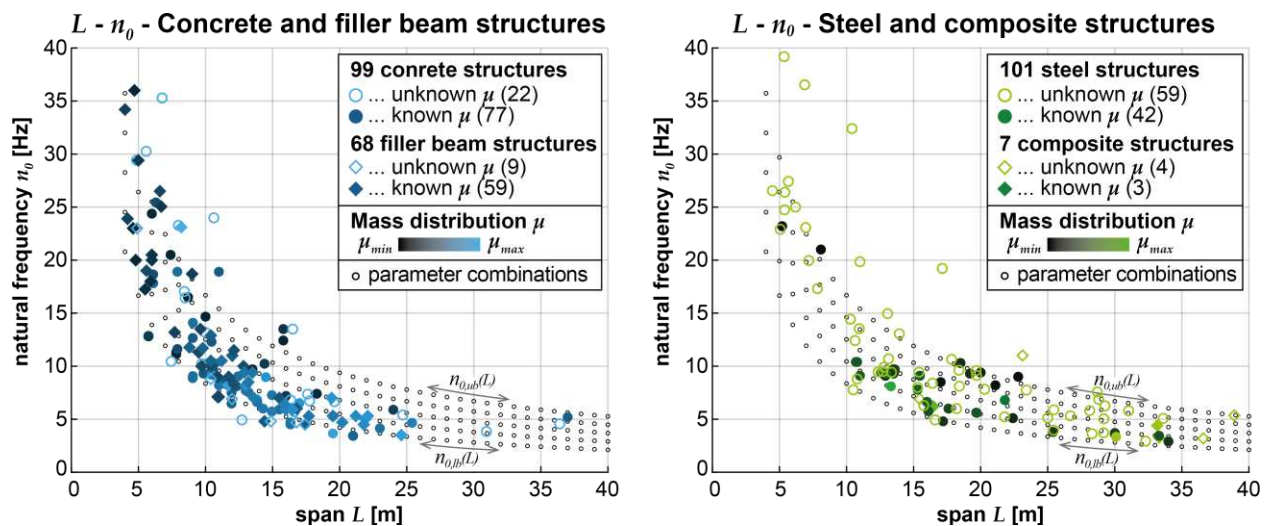 L - n0 - Concrete and filler beam structures
40
35
30
25
20
15
10
5
0
natural frequency n0 [Hz]
99 conrete structures
... unknown μ (22)
... known μ (77)
68 filler beam structures
... unknown μ (9)
... known μ (59)
Mass distribution μ
μmin μmax
parameter combinations
n0,ub(L)
n0,lb(L)
0 5 10 15 20 25 30 35 40
span L [m]
L - n0 - Steel and composite structures
40
35
30
25
20
15
10
5
0
natural frequency n0 [Hz]
101 steel structures
... unknown μ (59)
... known μ (42)
7 composite structures
... unknown μ (4)
... known μ (3)
Mass distribution μ
μmin μmax
parameter combinations
n0,ub(L)
n0,lb(L)
0 5 10 15 20 25 30 35 40
span L [m]